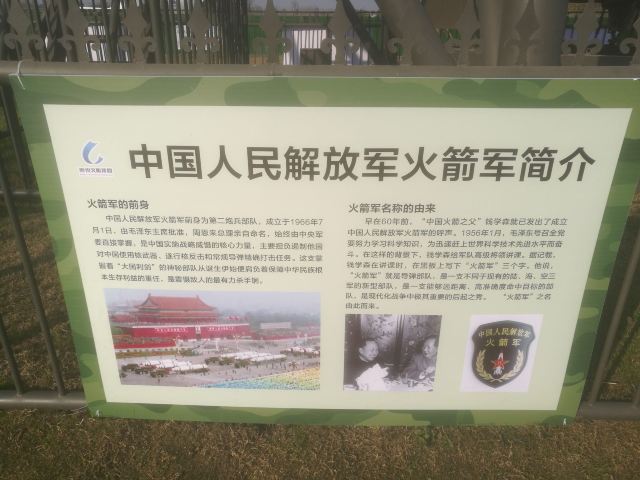 中国人民解放军火箭军简介
火箭军的前身
中国人民解放军火箭军前身为第二炮兵部队，成立于1966年7
月1日，由毛泽东主席批准，周恩来总理亲自命名，始终由中央军
委直接掌握，是中国实施战略威慑的核心力量，主要担负遏制他国
对中国使用核武器、遂行核反击和常规导弹精确打击任务。这支掌
握着“大国利剑”的神秘部队从诞生伊始便肩负着保障中华民族根
本生存利益的重任，是震慑敌人的最有力杀手锏。
火箭军名称的由来
早在60年前，“中国火箭之父”钱学森就已发出了成立
中国人民解放军火箭军的呼声。1956年1月，毛泽东号召全党
要努力学习科学知识，为迅速赶上世界科学技术先进水平而奋
斗。在这样的背景下，钱学森给军队高级将领讲课。据记载，
钱学森在讲课时，在黑板上写下“火箭军”三个字。他说，
“火箭军”就是导弹部队，是一支不同于现有的陆、海、空三
军的新型部队，是一支能够远距离、高准确度命中目标的部
队，是现代化战争中极其重要的后起之秀。 “火箭军”之名
由此而来。
中国人民解放军
火箭军